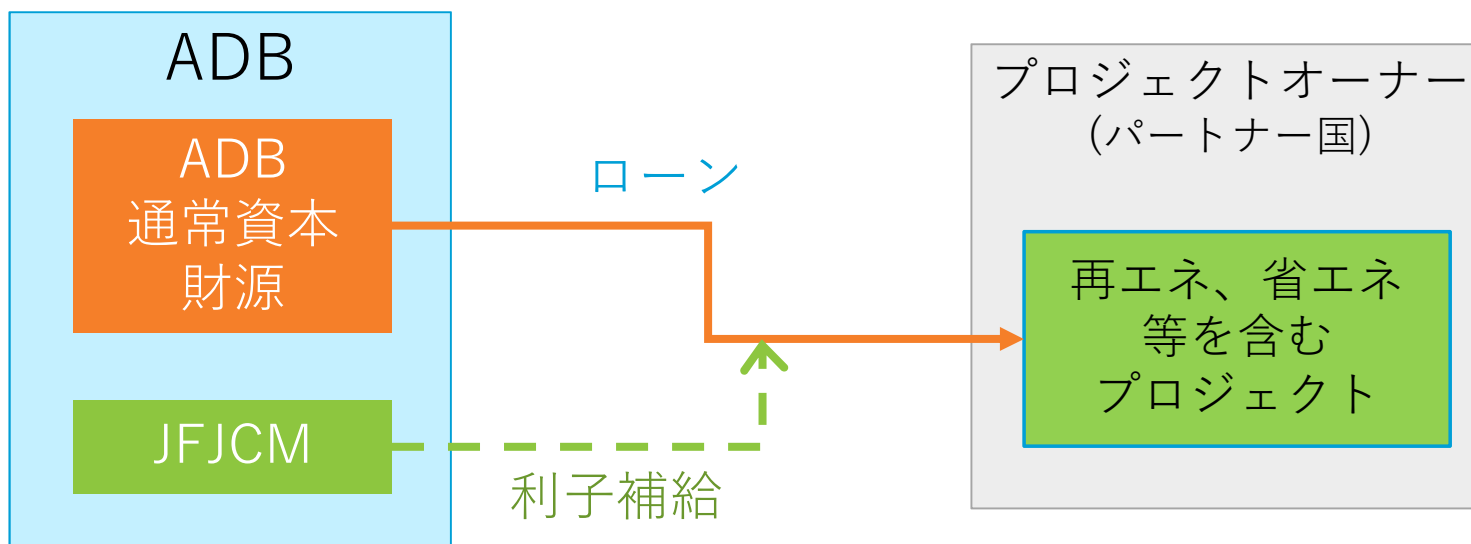 ADB
ADB
通常資本
財源
JFJCM
ローン
利子補給
プロジェクトオーナー
(パートナー国)
再エネ、省エネ
等を含む
プロジェクト